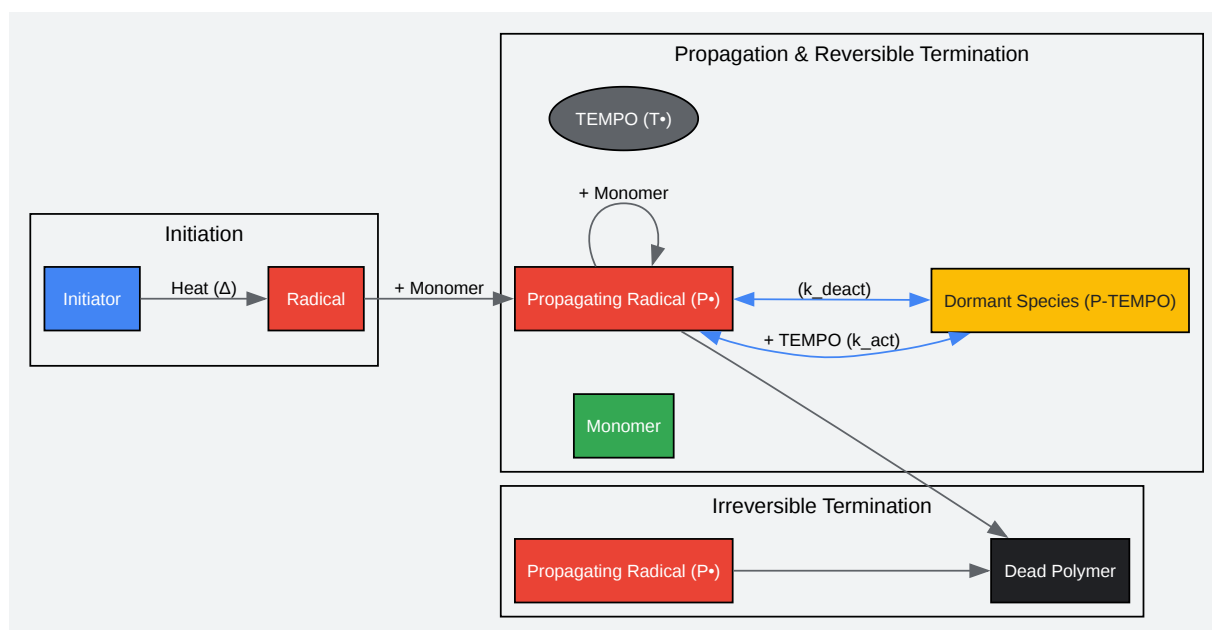 Propagation & Reversible Termination
TEMPO (T•)
+ Monomer
Initiation
Initiator
Heat (Δ)
Radical
+ Monomer
Propagating Radical (P•)
(k_deact)
+ TEMPO (k_act)
Dormant Species (P-TEMPO)
Monomer
Irreversible Termination
Propagating Radical (P•)
Dead Polymer